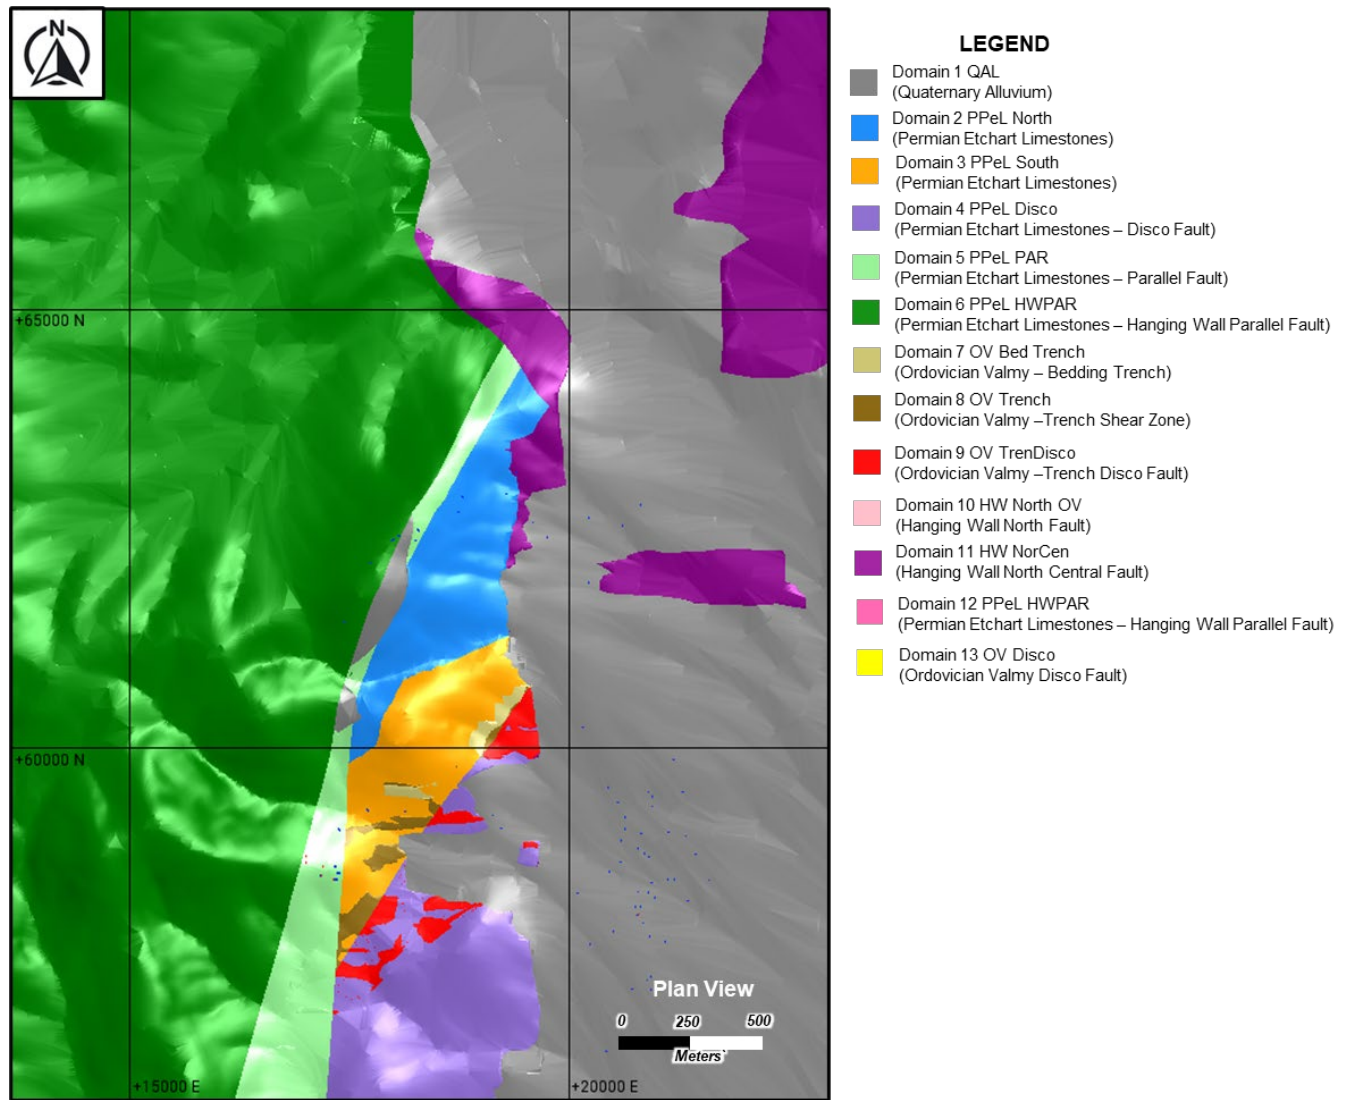 N
+65000 N
+60000 N
+15000 E
+20000 E
Plan View
0 250 500
Meters`
LEGEND
Domain 1 QAL
(Quaternary Alluvium)
Domain 2 PPeL North
(Permian Etchart Limestones)
Domain 3 PPeL South
(Permian Etchart Limestones)
Domain 4 PPeL Disco
(Permian Etchart Limestones – Disco Fault)
Domain 5 PPeL PAR
(Permian Etchart Limestones – Parallel Fault)
Domain 6 PPeL HWPAR
(Permian Etchart Limestones – Hanging Wall Parallel Fault)
Domain 7 OV Bed Trench
(Ordovician Valmy – Bedding Trench)
Domain 8 OV Trench
(Ordovician Valmy –Trench Shear Zone)
Domain 9 OV TrenDisco
(Ordovician Valmy –Trench Disco Fault)
Domain 10 HW North OV
(Hanging Wall North Fault)
Domain 11 HW NorCen
(Hanging Wall North Central Fault)
Domain 12 PPeL HWPAR
(Permian Etchart Limestones – Hanging Wall Parallel Fault)
Domain 13 OV Disco
(Ordovician Valmy Disco Fault)